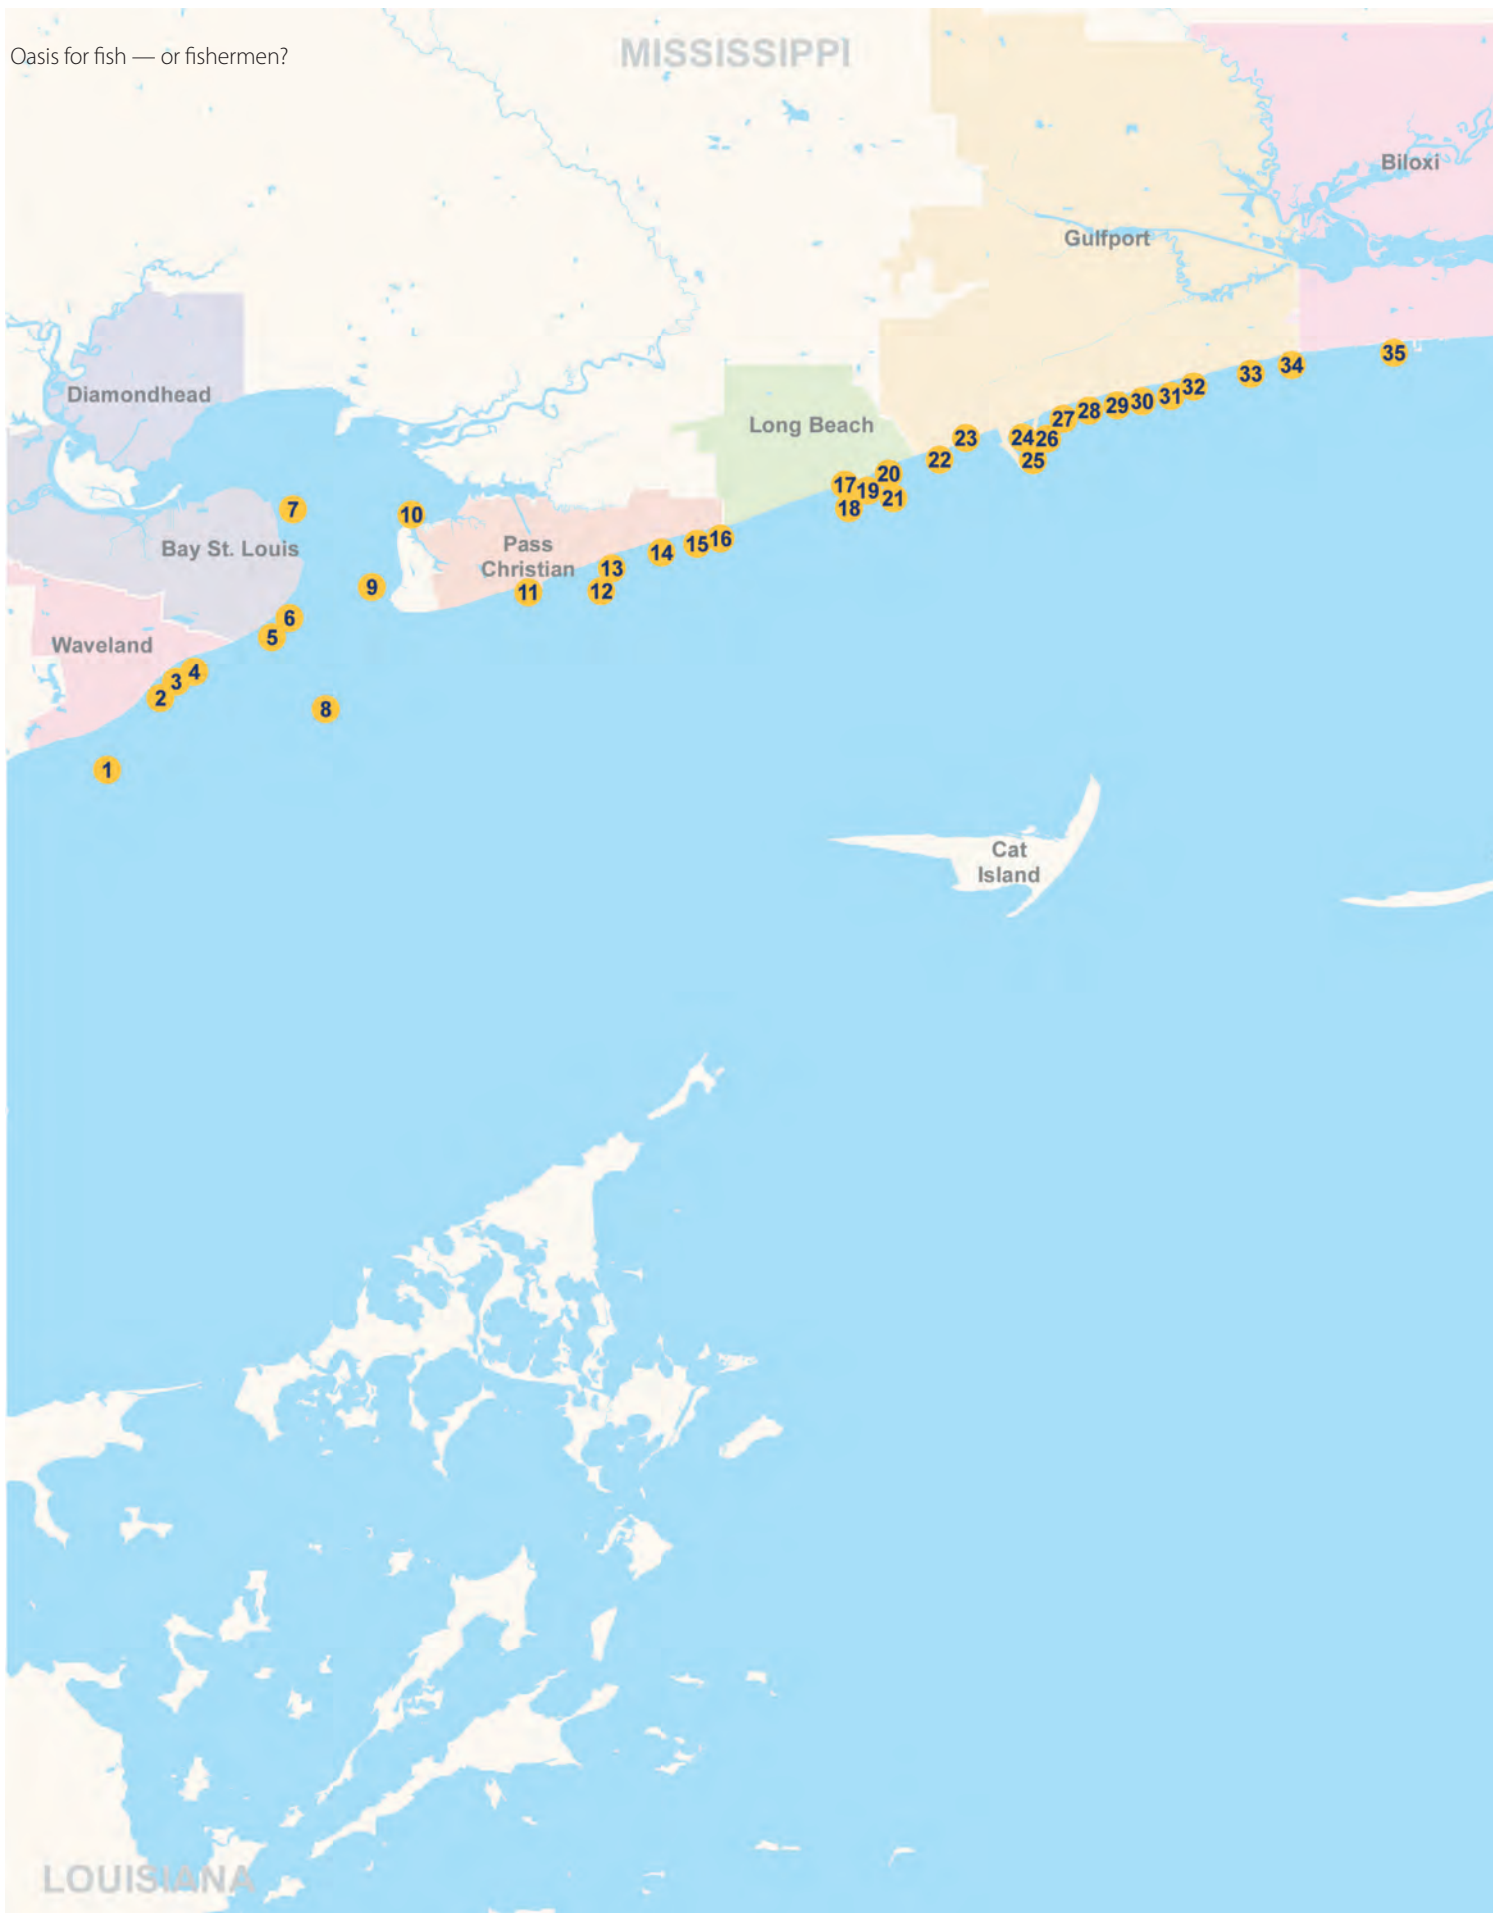 Oasis for fish — or fishermen?
MISSISSIPPI
Biloxi
Gulfport
Diamondhead
Long Beach
Bay St. Louis
Pass
Christian
Waveland
Cat
Island
LOUISIANA
1
2
3
4
5
6
7
8
9
10
11
12
13
14
15
16
17
18
19
20
21
22
23
24
25
26
27
28
29
30
31
32
33
34
35